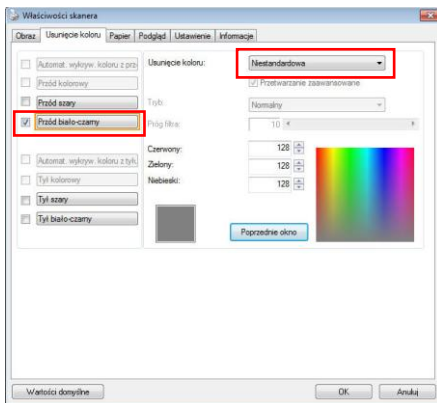 Właściwości skanera
Obraz Usunięcie koloru Papier Podgląd Ustawienie Informacje
Automat. wykryw. koloru z prz
Przód kolorowy
Przód szary
Przód biało-czarny
Automat. wykryw. koloru z tyłu
Tył kolorowy
Tył szary
Tył biało-czarny
Usunięcie koloru: Niestandardowa
Przetwarzanie zaawansowane
Tryb: Normalny
Próg filtra: 10
Czerwony: 128
Zielony: 128
Niebieski: 128
Poprzednie okno
Wartości domyślne OK Anuluj